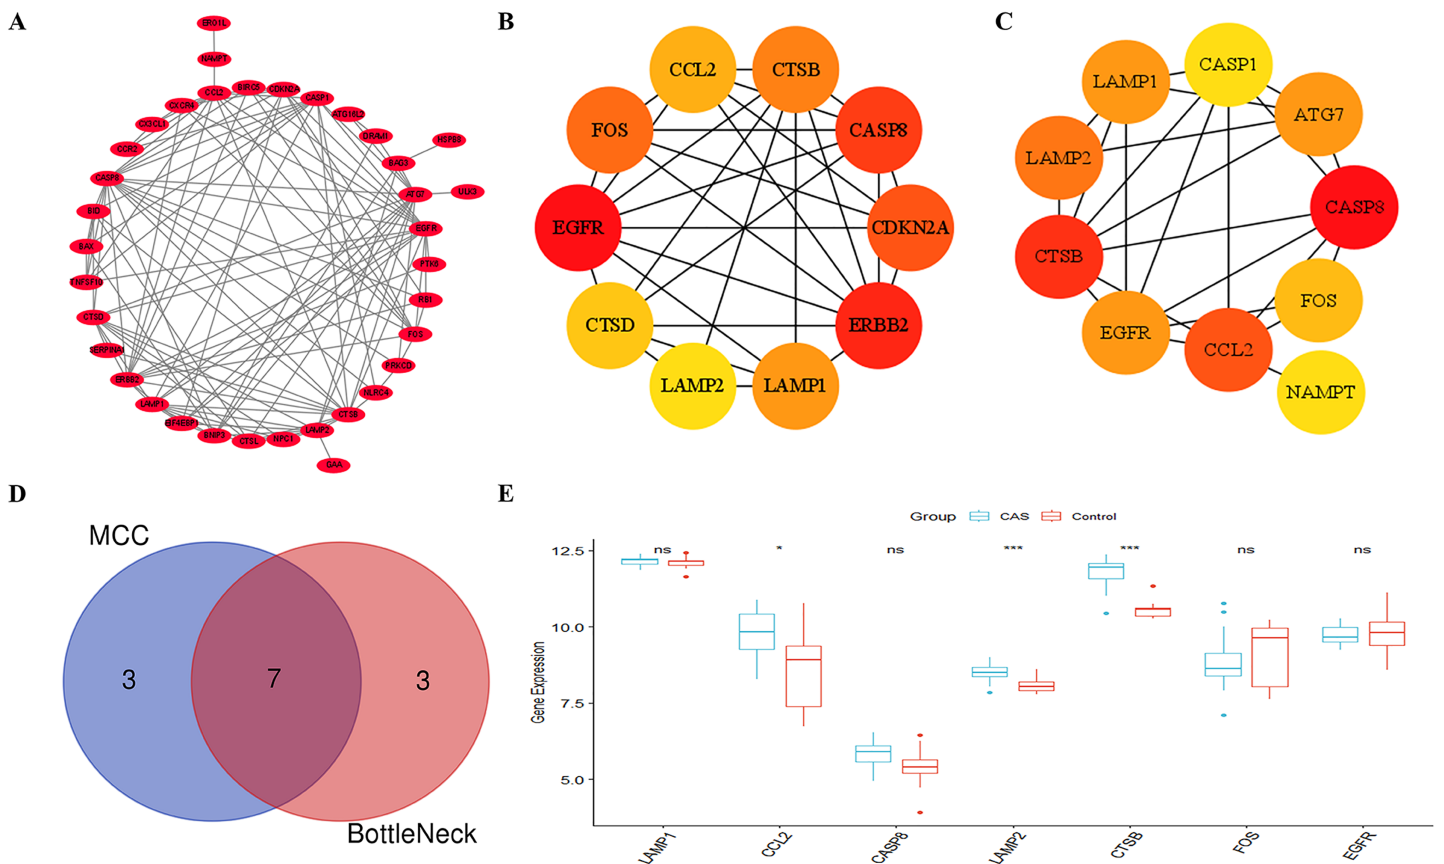 A
ERO1L
NAMPT
CCL2
BIRC5
CDKN2A
CASP1
CXCR4
ATG16L2
CX3CL1
DRAM1
HSPB8
CCR2
BAG3
CASP8
ATG7
ULK3
BID
EGFR
BAX
PTK6
TNFSF10
RB1
CTSD
FOS
SERPINA1
PRKCD
ERBB2
NLRC4
LAMP1
CTSB
EIF4EBP1
BNIP3
CTSL
NPC1
LAMP2
GAA
B
CCL2
CTSB
FOS
CASP8
EGFR
CDKN2A
CTSD
ERBB2
LAMP2
LAMP1
C
LAMP1
CASP1
ATG7
LAMP2
CASP8
CTSB
FOS
EGFR
CCL2
NAMPT
D
MCC
3
7
3
BottleNeck
E
Group CAS Control
ns * ns *** *** ns ns
12.5
10.0
7.5
5.0
Gene Expression
LAMP1 CCL2 CASP8 LAMP2 CTSB FOS EGFR